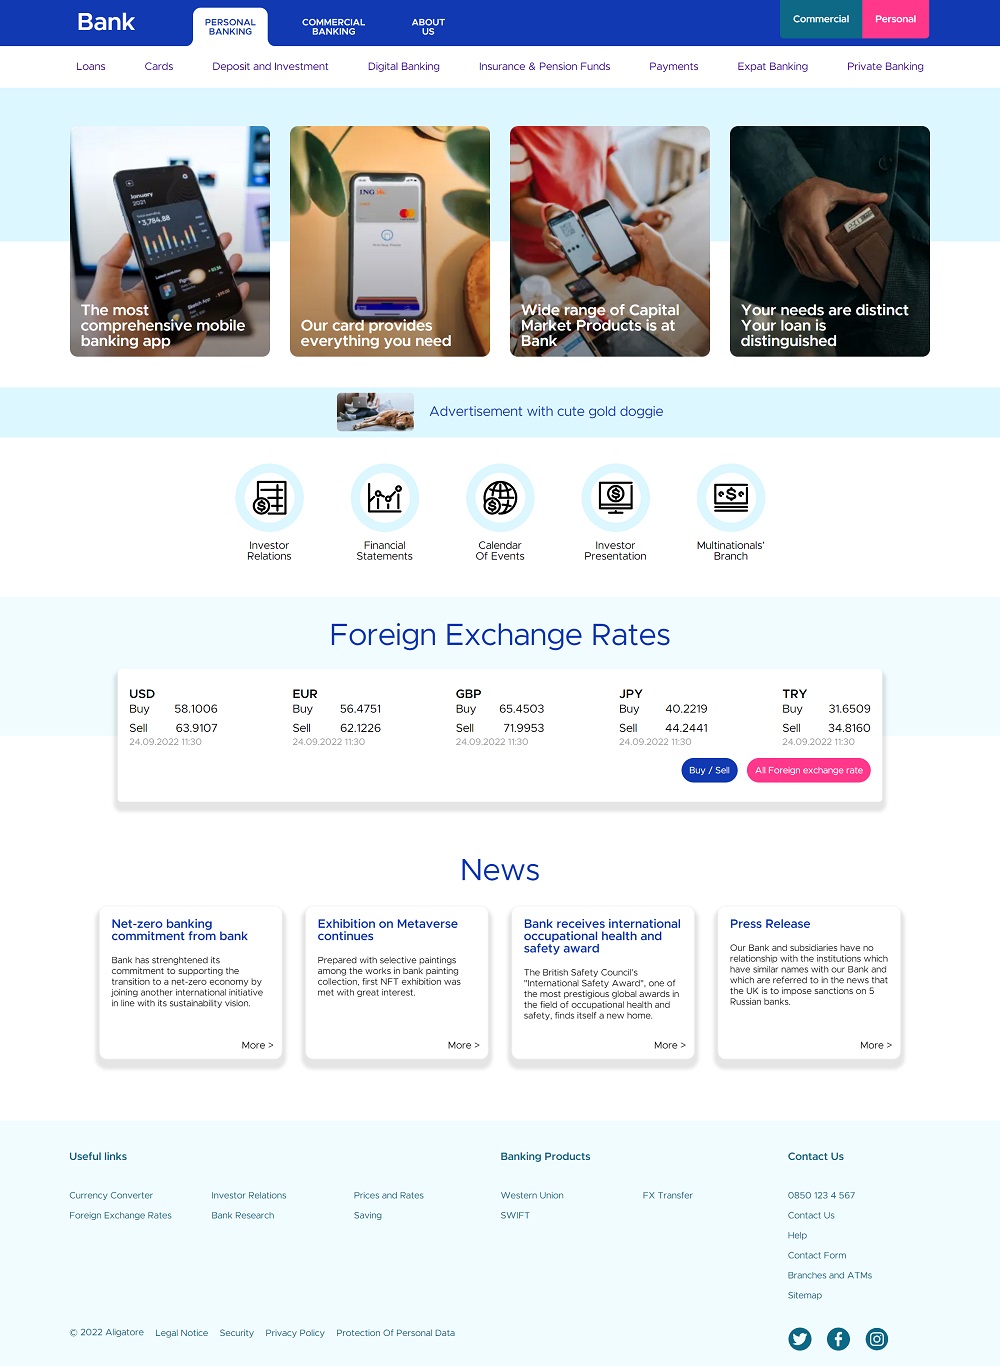 Bank
PERSONAL
BANKING
COMMERCIAL
BANKING
ABOUT
US
Commercial
Personal
Loans
Cards
Deposit and Investment
Digital Banking
Insurance & Pension Funds
Payments
Expat Banking
Private Banking
January
2021
3,784.88
The most
comprehensive mobile
banking app
ING
Our card provides
everything you need
Wide range of Capital
Market Products is at
Bank
Your needs are distinct
Your loan is
distinguished
Advertisement with cute gold doggie
Investor
Relations
Financial
Statements
Calendar
Of Events
Investor
Presentation
Multinationals'
Branch
Foreign Exchange Rates
USD
Buy 58.1006
Sell 63.9107
24.09.2022 11:30
EUR
Buy 56.4751
Sell 62.1226
24.09.2022 11:30
GBP
Buy 65.4503
Sell 71.9953
24.09.2022 11:30
JPY
Buy 40.2219
Sell 44.2441
24.09.2022 11:30
TRY
Buy 31.6509
Sell 34.8160
24.09.2022 11:30
Buy / Sell
All Foreign exchange rate
News
Net-zero banking
commitment from bank
Bank has strenghtened its
commitment to supporting the
transition to a net-zero economy by
joining another international initiative
in line with its sustainability vision.
More >
Exhibition on Metaverse
continues
Prepared with selective paintings
among the works in bank painting
collection, first NFT exhibition was
met with great interest.
More >
Bank receives international
occupational health and
safety award
The British Safety Council's
"International Safety Award", one of
the most prestigious global awards in
the field of occupational health and
safety, finds itself a new home.
More >
Press Release
Our Bank and subsidiaries have no
relationship with the institutions which
have similar names with our Bank and
which are referred to in the news that
the UK is to impose sanctions on 5
Russian banks.
More >
Useful links
Currency Converter
Investor Relations
Prices and Rates
Foreign Exchange Rates
Bank Research
Saving
Banking Products
Western Union
FX Transfer
SWIFT
Contact Us
0850 123 4 567
Contact Us
Help
Contact Form
Branches and ATMs
Sitemap
© 2022 Aligatore
Legal Notice
Security
Privacy Policy
Protection Of Personal Data